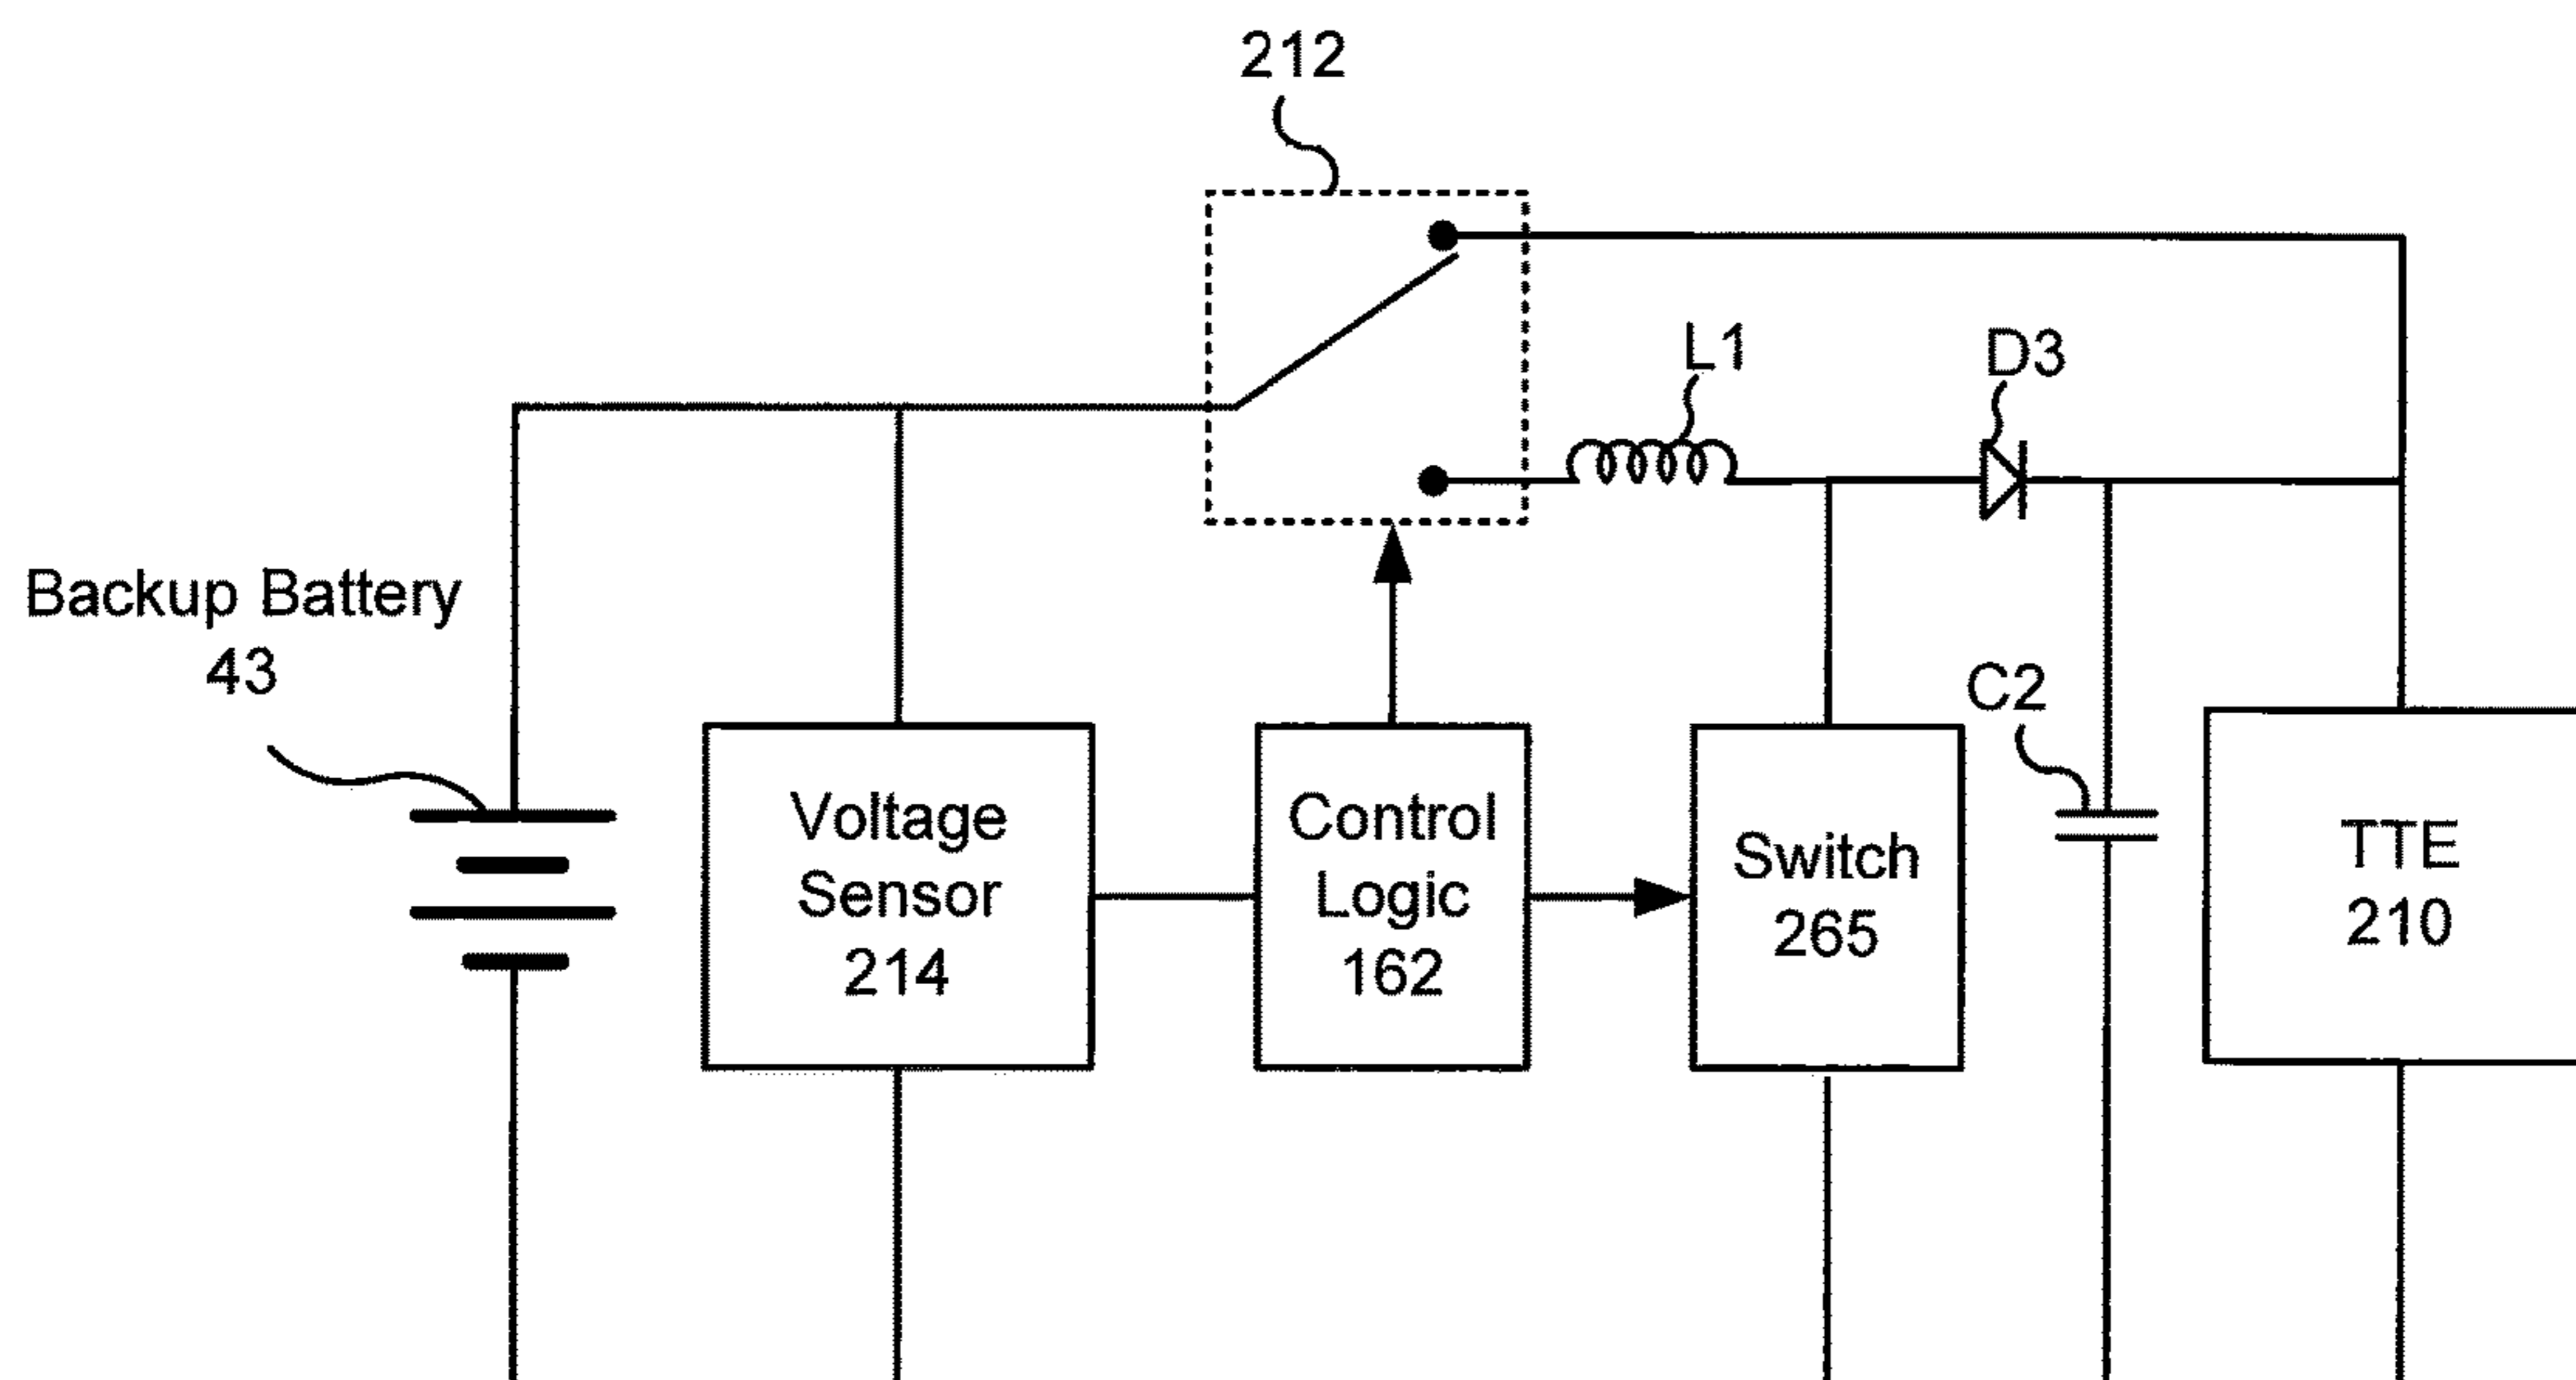 212
L1
D3
Backup Battery
43
C2
Voltage
Sensor
214
Control
Logic
162
Switch
265
TTE
210